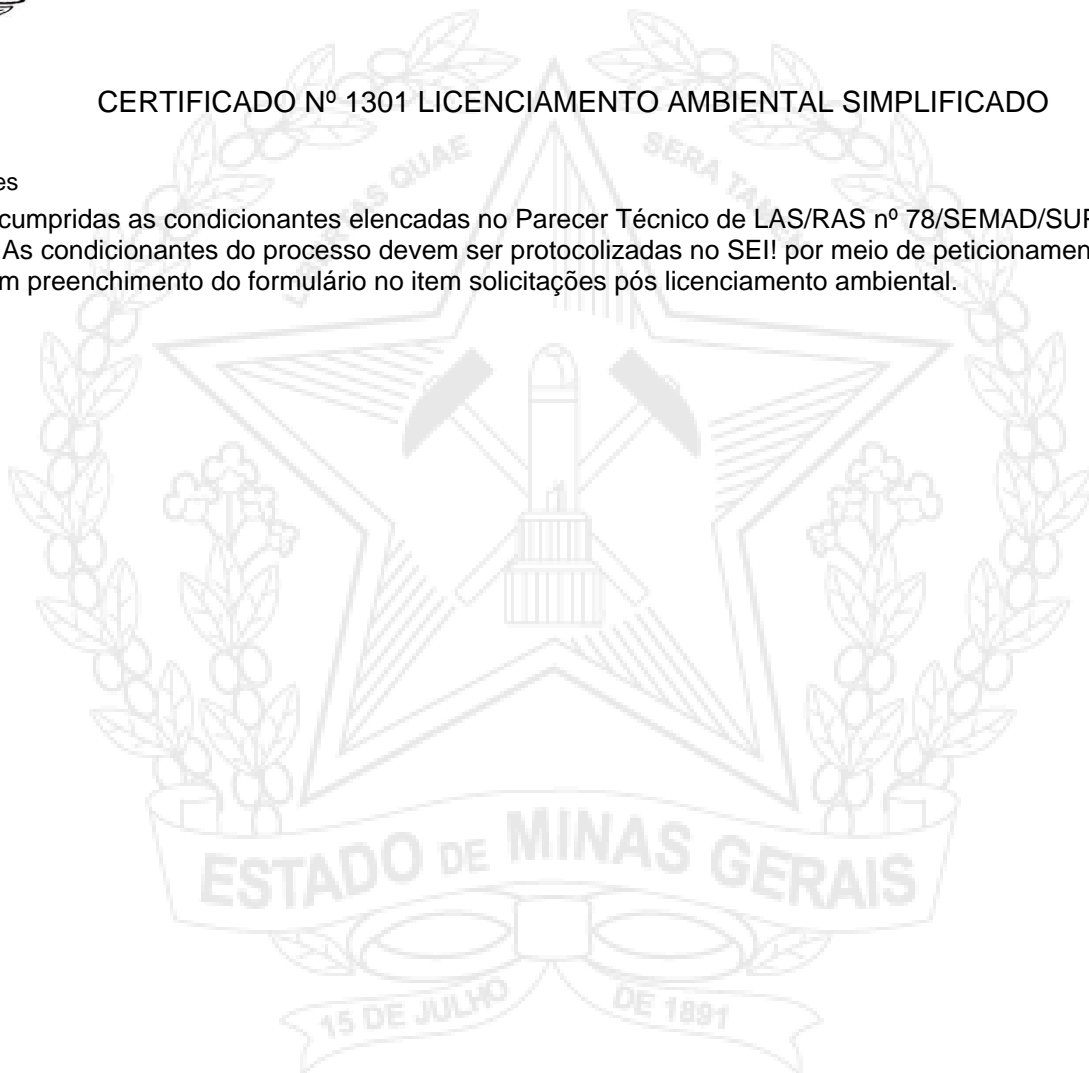 CERTIFICADO Nº 1301 LICENCIAMENTO AMBIENTAL SIMPLIFICADO
cumpridas as condicionantes elencadas no Parecer Técnico de LAS/RAS nº 78/SEMAD/
As condicionantes do processo devem ser protocolizadas no SEI! por meio de
preenchimento do formulário no item solicitações pós licenciamento ambiental.
QUAE SERA
ESTADO DE MINAS GERAIS
15 DE JULHO DE 1891